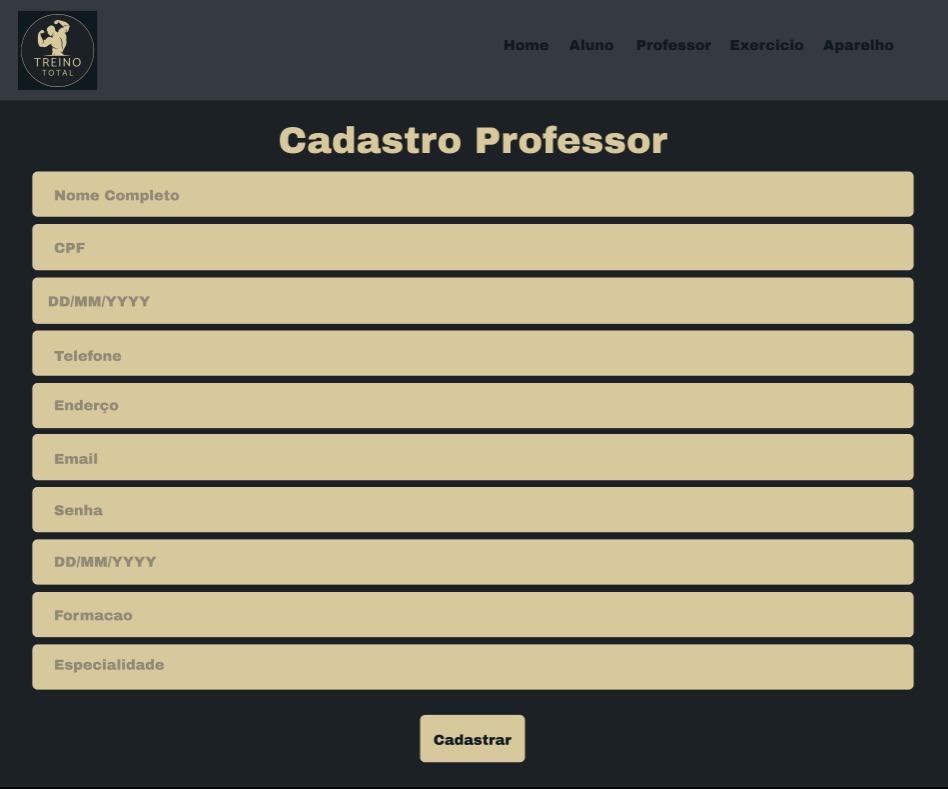 TREINO
TOTAL
Home Aluno Professor Exercicio Aparelho
Cadastro Professor
Nome Completo
CPF
DD/MM/YYYY
Telefone
Enderço
Email
Senha
DD/MM/YYYY
Formacao
Especialidade
Cadastrar